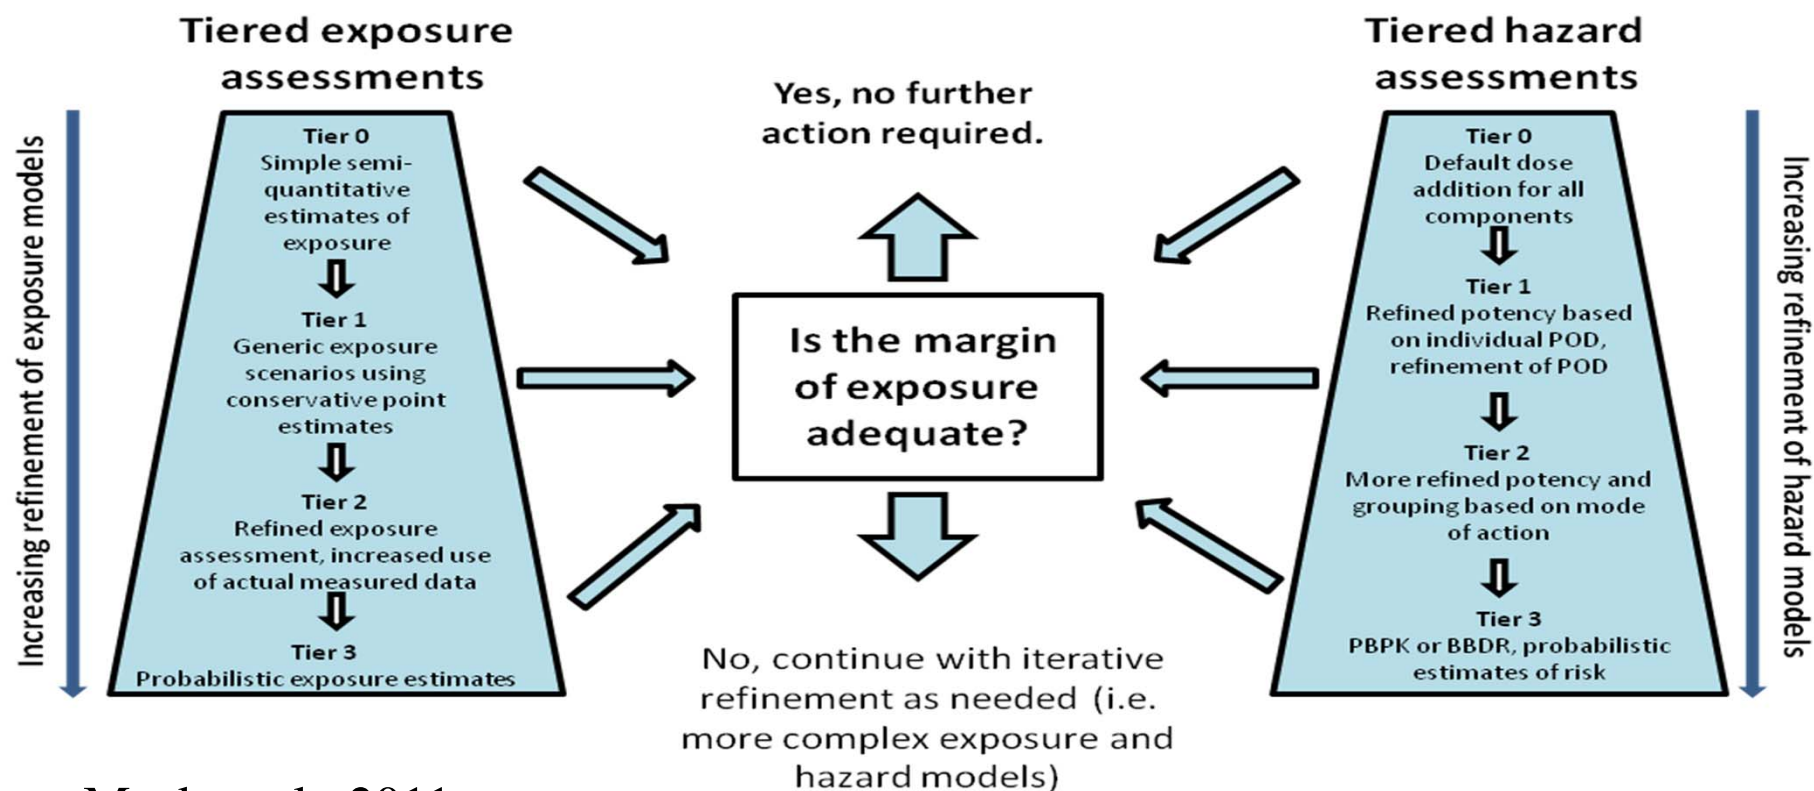 Tiered exposure
assessments
Increasing refinement of exposure models
Tier 0
Simple semi-
quantitative
estimates of
exposure
Tier 1
Generic exposure
scenarios using
conservative point
estimates
Tier 2
Refined exposure
assessment, increased use
of actual measured data
Tier 3
Probabilistic exposure estimates
Yes, no further
action required.
Is the margin
of exposure
adequate?
No, continue with iterative
refinement as needed (i.e.
more complex exposure and
hazard models)
Tiered hazard
assessments
Tier 0
Default dose
addition for all
components
Tier 1
Refined potency based
on individual POD,
refinement of POD
Tier 2
More refined potency and
grouping based on mode
of action
Tier 3
PBPK or BBDR, probabilistic
estimates of risk
Increasing refinement of hazard models
2011